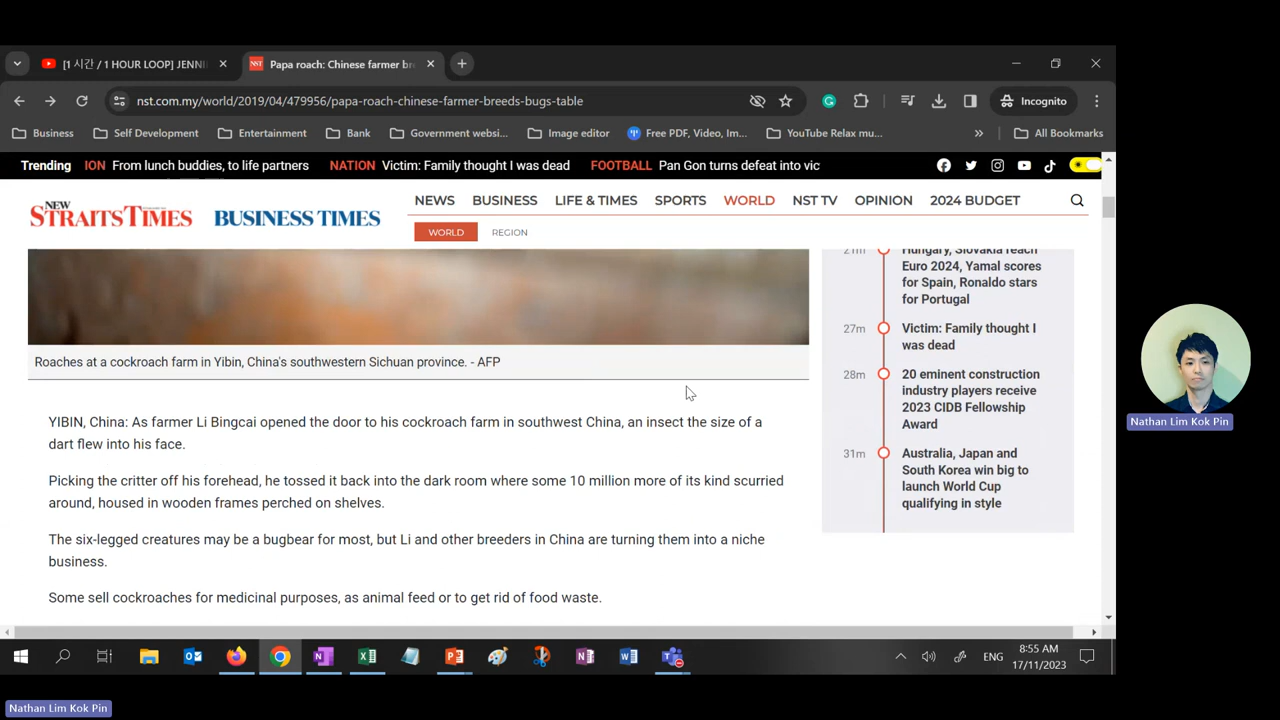 [1 시간 / 1 HOUR LOOP] JENNI
NST
Papa roach: Chinese farmer br
nst.com.my/world/2019/04/479956/papa-roach-chinese-farmer-breeds-bugs-table
Incognito
Business
Self Development
Entertainment
Bank
Government websi...
Image editor
Free PDF, Video, Im...
YouTube Relax mu...
»
All Bookmarks
Trending
ION From lunch buddies, to life partners
NATION Victim: Family thought I was dead
FOOTBALL Pan Gon turns defeat into vic
NEW
STRAITS TIMES
BUSINESS TIMES
NEWS
BUSINESS
LIFE & TIMES
SPORTS
WORLD
NST TV
OPINION
2024 BUDGET
WORLD
REGION
Roaches at a cockroach farm in Yibin, China's southwestern Sichuan province. - AFP
YIBIN, China: As farmer Li Bingcai opened the door to his cockroach farm in southwest China, an insect the size of a
dart flew into his face.
Picking the critter off his forehead, he tossed it back into the dark room where some 10 million more of its kind scurried
around, housed in wooden frames perched on shelves.
The six-legged creatures may be a bugbear for most, but Li and other breeders in China are turning them into a niche
business.
Some sell cockroaches for medicinal purposes, as animal feed or to get rid of food waste.
21m
Hungary, Slovakia reach
Euro 2024, Yamal scores
for Spain, Ronaldo stars
for Portugal
27m
Victim: Family thought I
was dead
28m
20 eminent construction
industry players receive
2023 CIDB Fellowship
Award
31m
Australia, Japan and
South Korea win big to
launch World Cup
qualifying in style
Nathan Lim Kok Pin
ENG
8:55 AM
17/11/2023
Nathan Lim Kok Pin